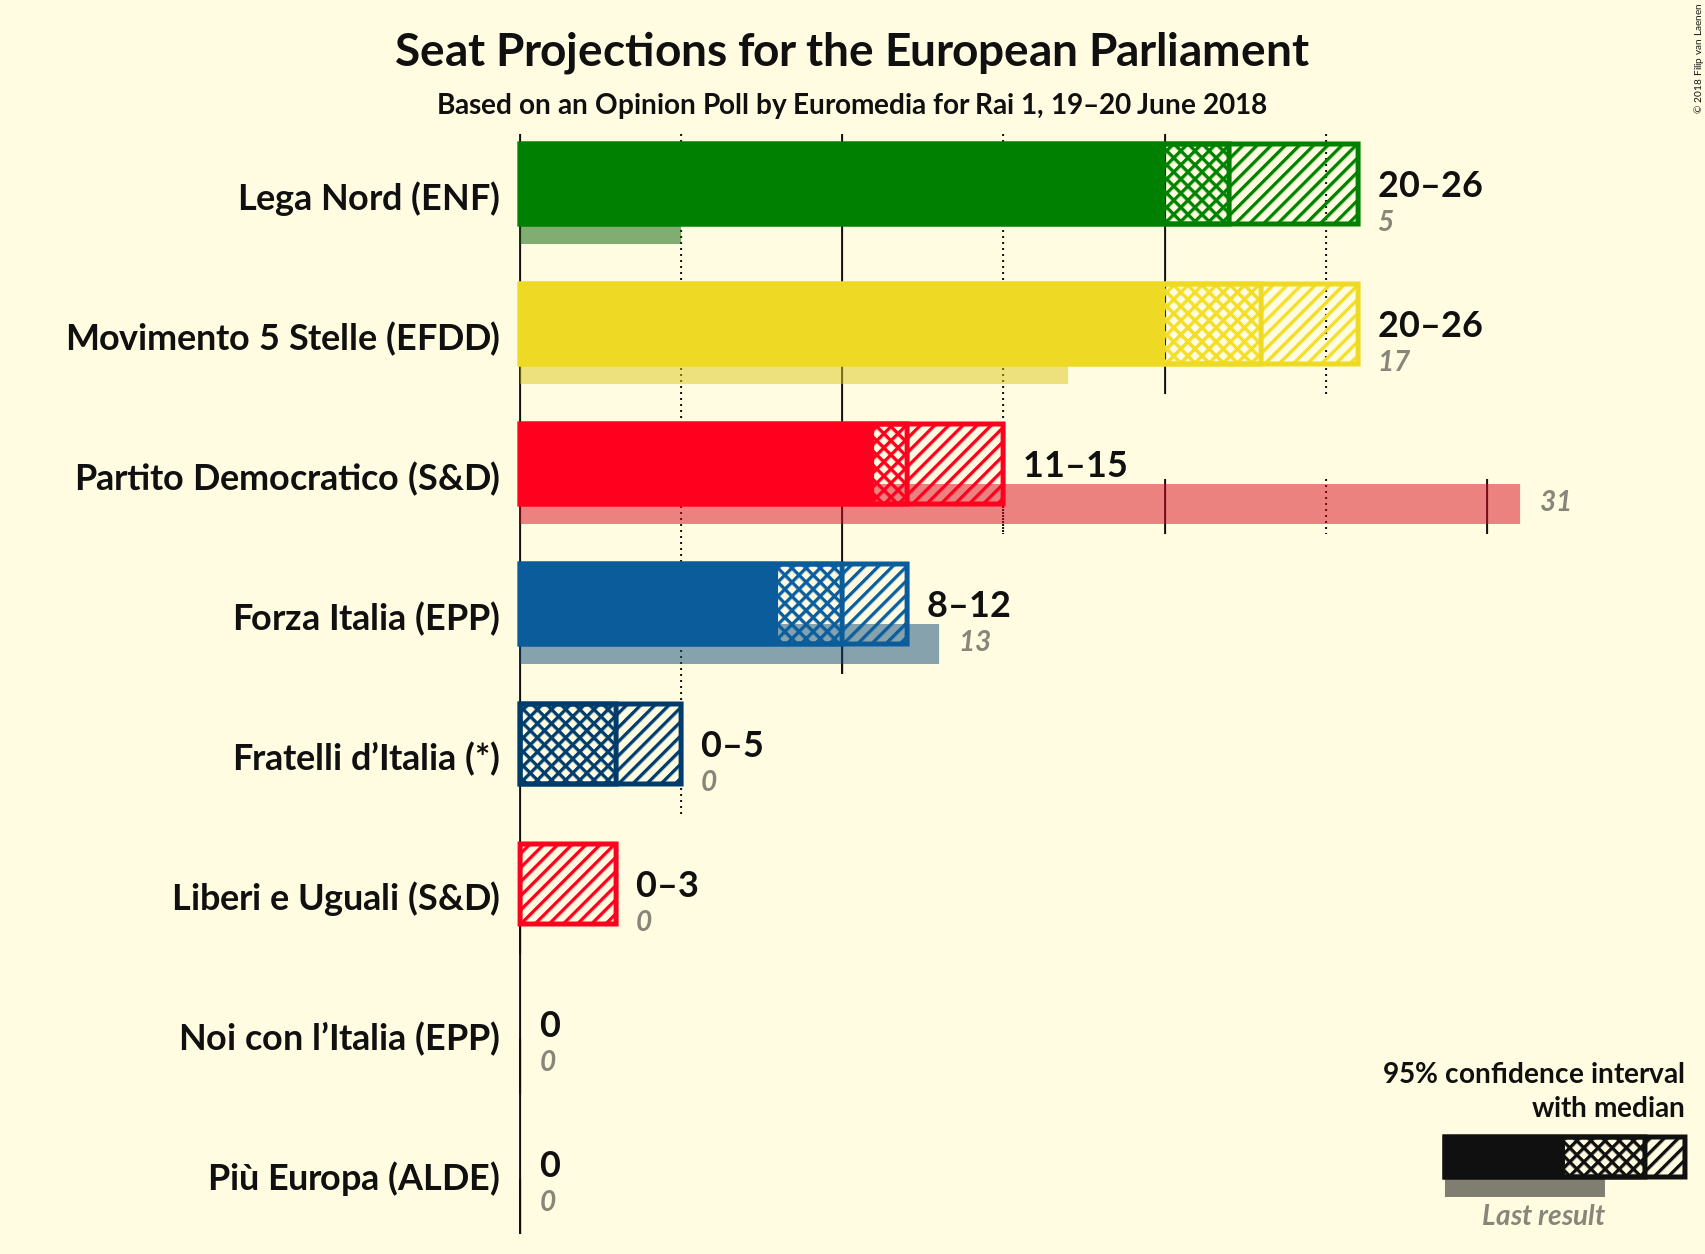 Seat Projections for the European Parliament
Based on an Opinion Poll by Euromedia for Rai 1, 19–20 June 2018
© 2018 Filip van Laenen
Lega Nord (ENF)
20–26
5
Movimento 5 Stelle (EFDD)
20–26
17
Partito Democratico (S&D)
11–15
31
Forza Italia (EPP)
8–12
13
Fratelli d’Italia (*)
0–5
0
Liberi e Uguali (S&D)
0–3
0
Noi con l’Italia (EPP)
0
0
Più Europa (ALDE)
0
0
95% confidence interval
with median
Last result